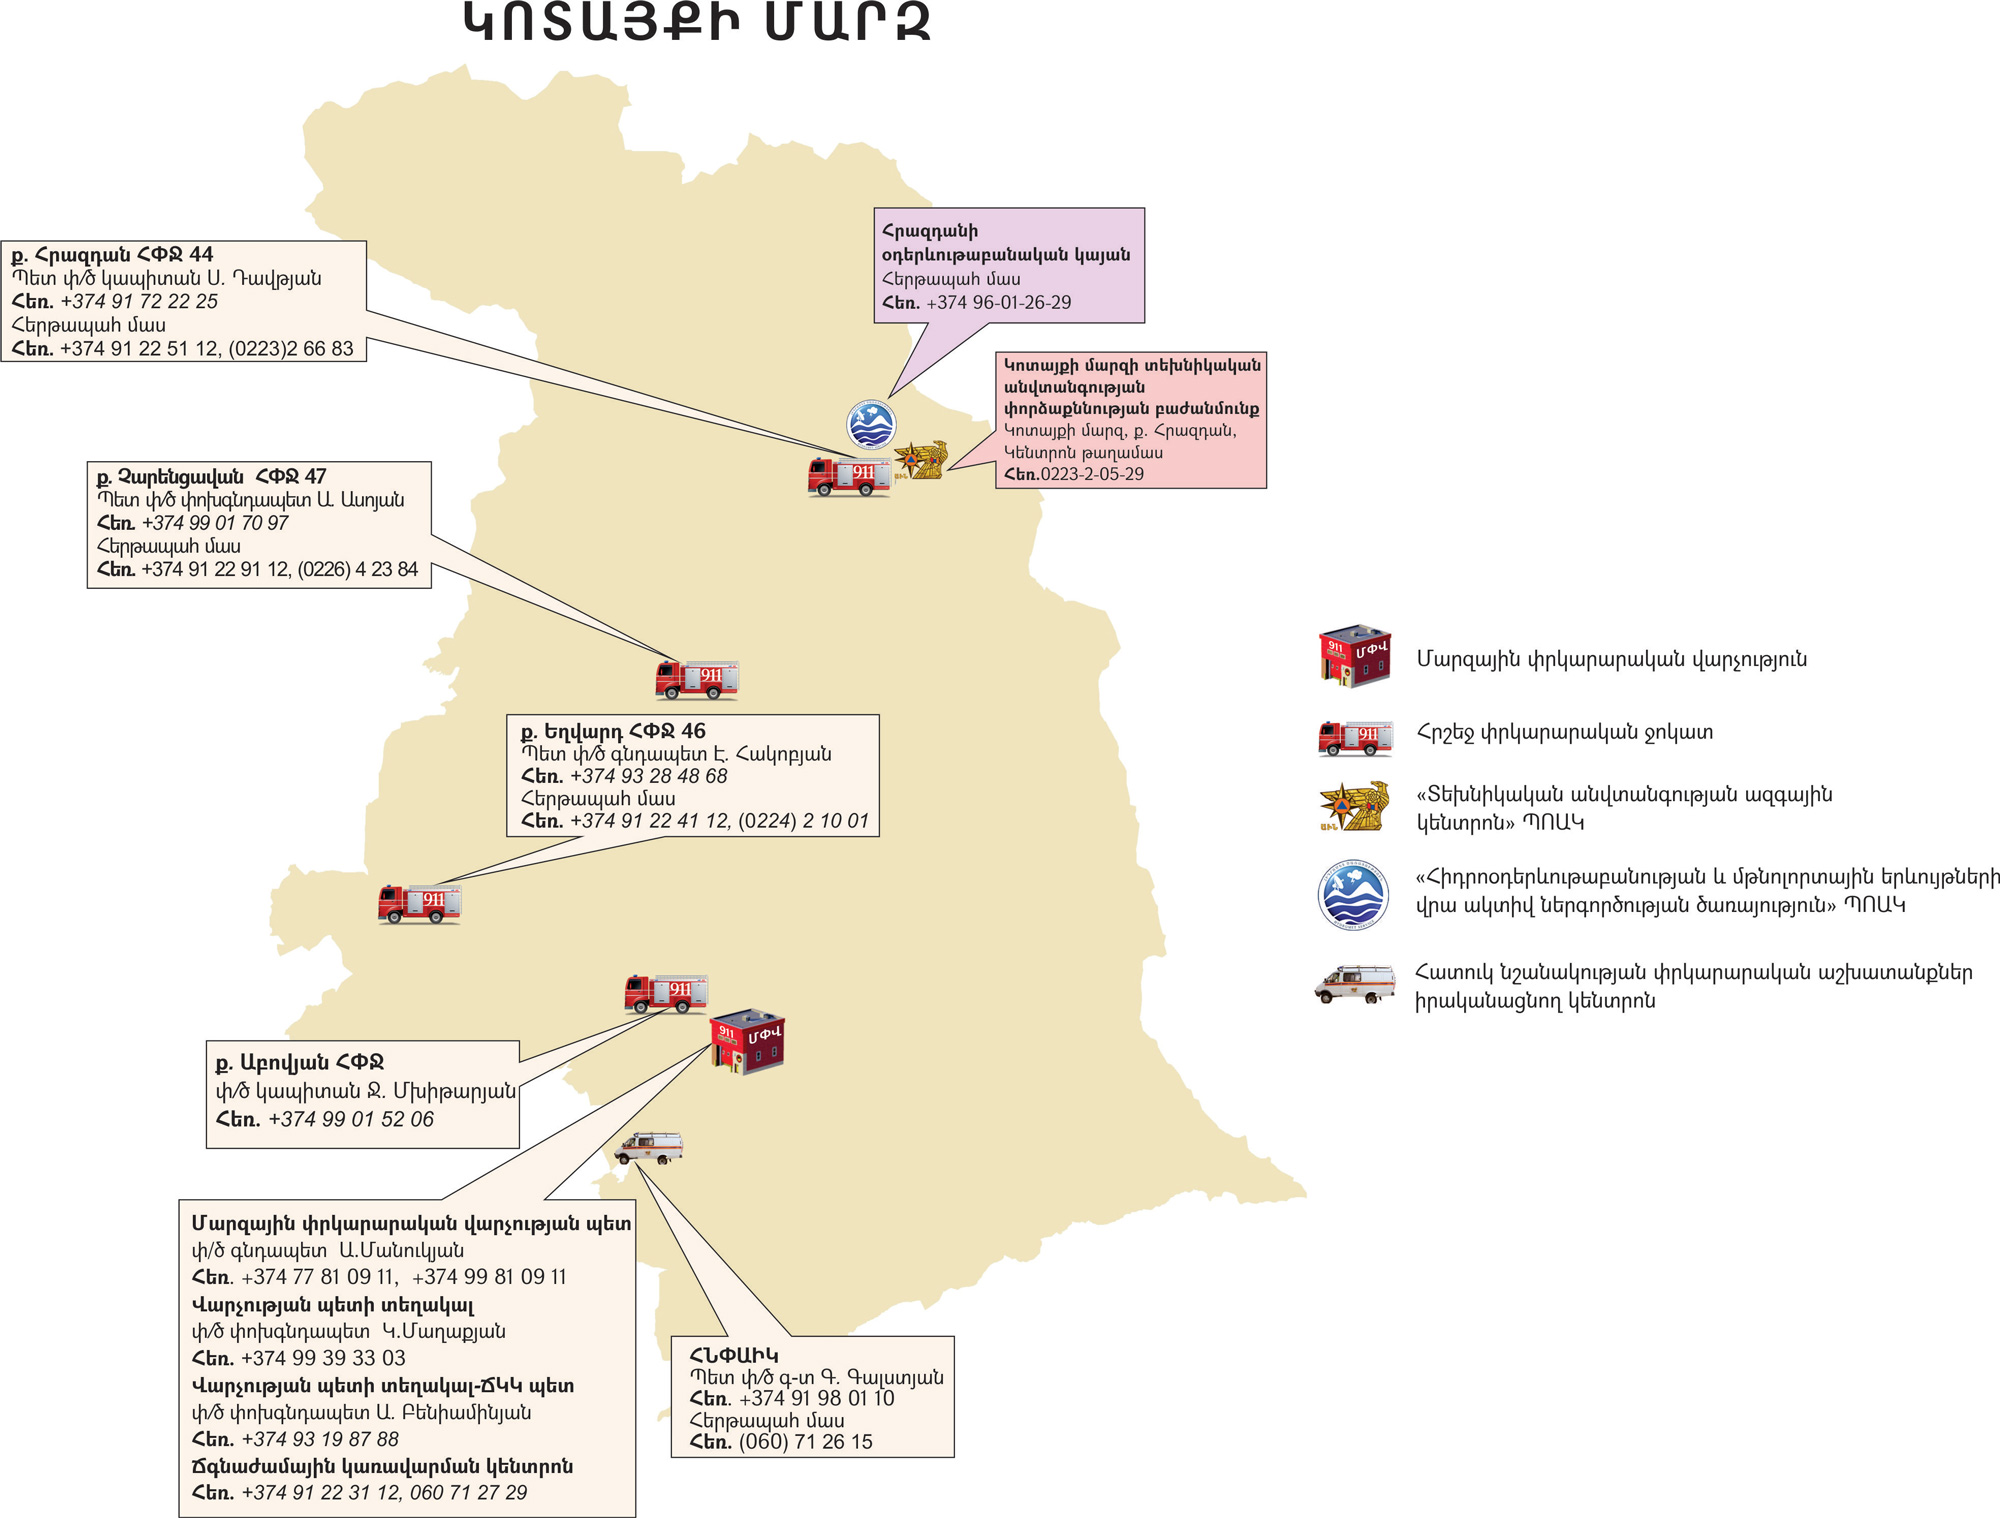 ԿՈՏԱՅՔԻ ՄԱՐԶ
ք. Հրազդան ՀՓՋ 44
Պետ փ/ծ կապիտան Ս. Դավթյան
Հեռ. +374 91 72 22 25
Հերթապահ մաս
Հեռ. +374 91 22 51 12, (0223)2 66 83
Հրազդանի
օդերևութաբանական կայան
Հերթապահ մաս
Հեռ. +374 96-01-26-29
Կոտայքի մարզի տեխնիկական
անվտանգության
փորձաքննության բաժանմունք
Կոտայքի մարզ, ք. Հրազդան,
Կենտրոն թաղամաս
Հեռ.0223-2-05-29
911
ք. Չարենցավան ՀՓՋ 47
Պետ փ/ծ փոխգնդապետ Ա. Ասոյան
Հեռ. +374 99 01 70 97
Հերթապահ մաս
Հեռ. +374 91 22 91 12, (0226) 4 23 84
911
ք. Եղվարդ ՀՓՋ 46
Պետ փ/ծ գնդապետ Է. Հակոբյան
Հեռ. +374 93 28 48 68
Հերթապահ մաս
Հեռ. +374 91 22 41 12, (0224) 2 10 01
911
911
911 ՄՓՎ
ք. Աբովյան ՀՓՋ
փ/ծ կապիտան Ջ. Մխիթարյան
Հեռ. +374 99 01 52 06
Մարզային փրկարարական վարչության պետ
փ/ծ գնդապետ Ա.Մանուկյան
Հեռ. +374 77 81 09 11, +374 99 81 09 11
Վարչության պետի տեղակալ
փ/ծ փոխգնդապետ Կ.Մաղաքյան
Հեռ. +374 99 39 33 03
Վարչության պետի տեղակալ-ՃԿԿ պետ
փ/ծ փոխգնդապետ Ա. Բենիամինյան
Հեռ. +374 93 19 87 88
Ճգնաժամային կառավարման կենտրոն
Հեռ. +374 91 22 31 12, 060 71 27 29
ՀՆՓԱԻԿ
Պետ փ/ծ գ-տ Գ. Գալստյան
Հեռ. +374 91 98 01 10
Հերթապահ մաս
Հեռ. (060) 71 26 15
911 ՄՓՎ
Մարզային փրկարարական վարչություն
911
Հրշեջ փրկարարական ջոկատ
«Տեխնիկական անվտանգության ազգային
կենտրոն» ՊՈԱԿ
«Հիդրոօդերևութաբանության և մթնոլորտային երևույթների
վրա ակտիվ ներգործության ծառայություն» ՊՈԱԿ
Հատուկ նշանակության փրկարարական աշխատանքներ
իրականացնող կենտրոն